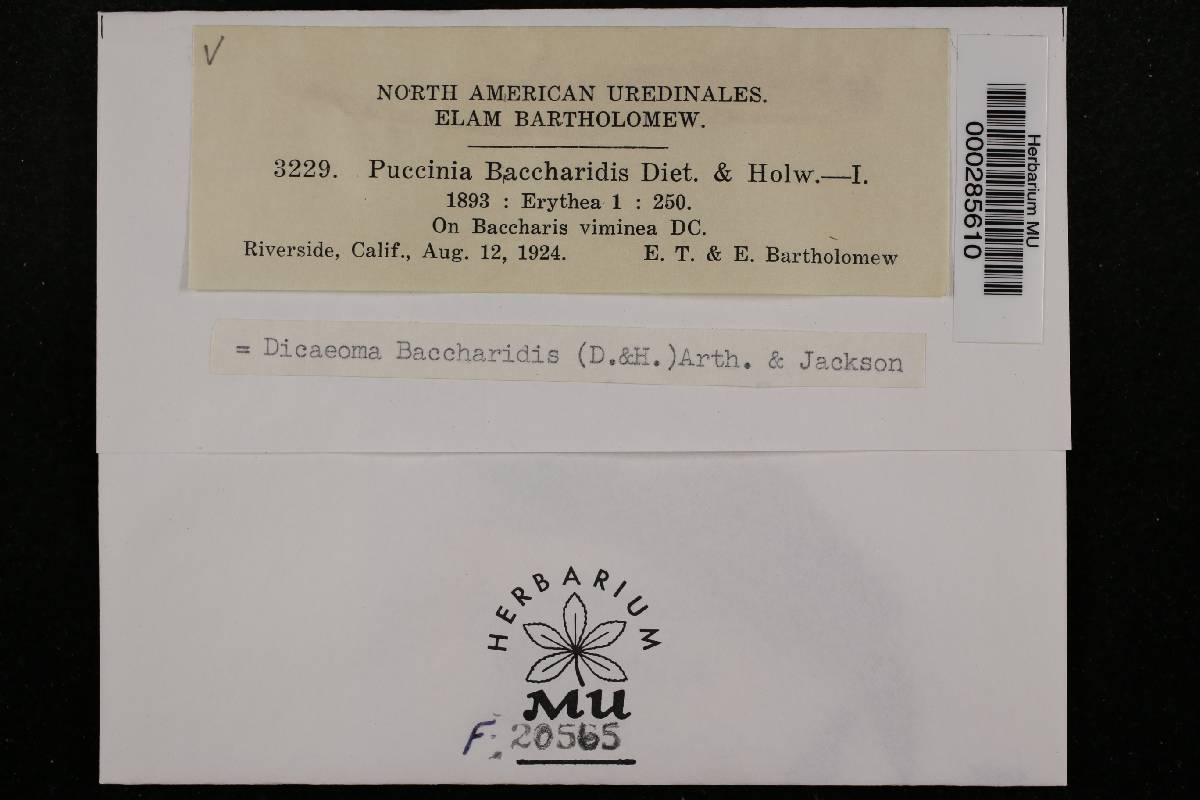 NORTH AMERICAN UREDINALES.
ELAM BARTHOLOMEW.
3229. Puccinia Baccharidis Diet. & Holw.—I.
1893 : Erythea 1 : 250.
On Baccharis viminea DC.
Riverside, Calif., Aug. 12, 1924. E. T. & E. Bartholomew
Herbarium MU
000285610
= Dicaeoma Baccharidis (D.&H.)Arth. & Jackson
HERBARIUM
MU
F: 20565